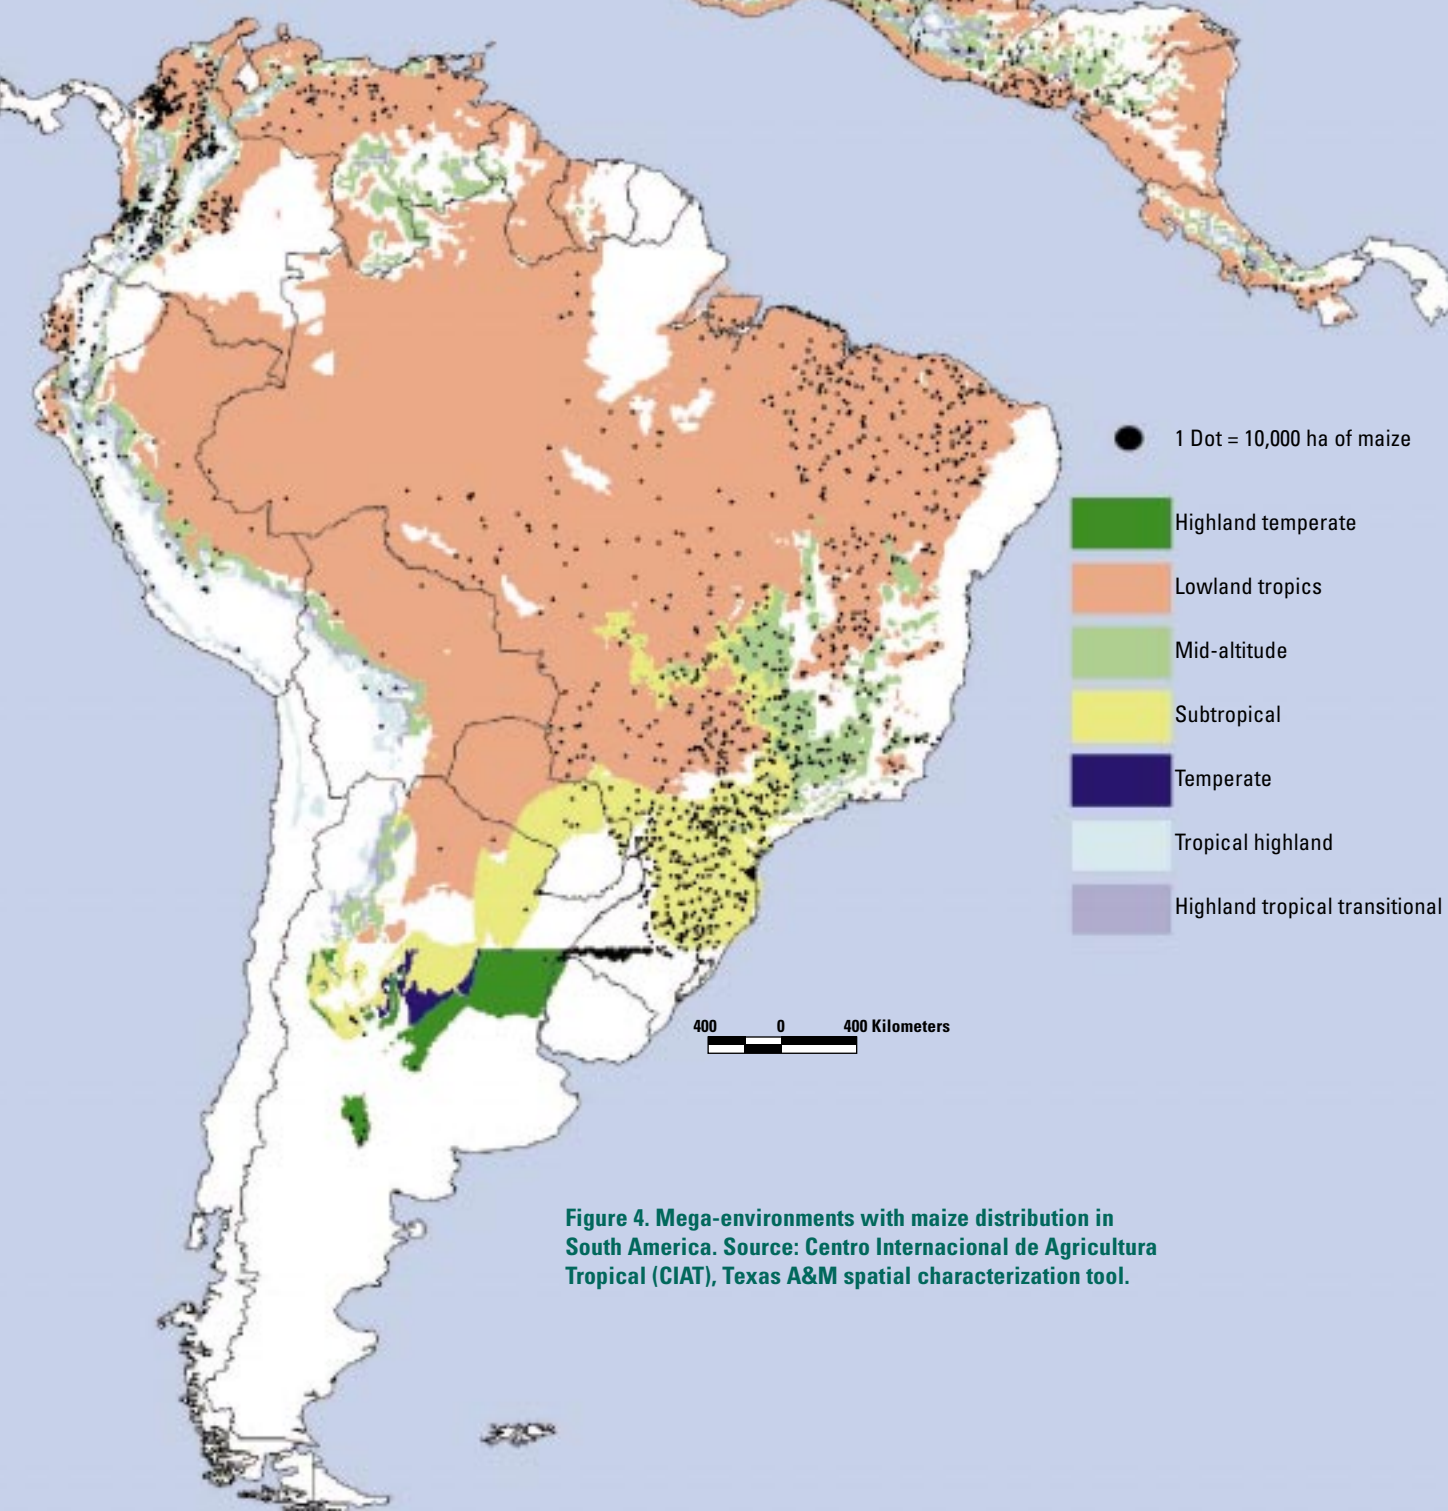 1 Dot = 10,000 ha of maize
Highland temperate
Lowland tropics
Mid-altitude
Subtropical
Temperate
Tropical highland
Highland tropical transitional
400 0 400 Kilometers
Figure 4. Mega-environments with maize distribution in
South America. Source: Centro Internacional de Agricultura
Tropical (CIAT), Texas A&M spatial characterization tool.